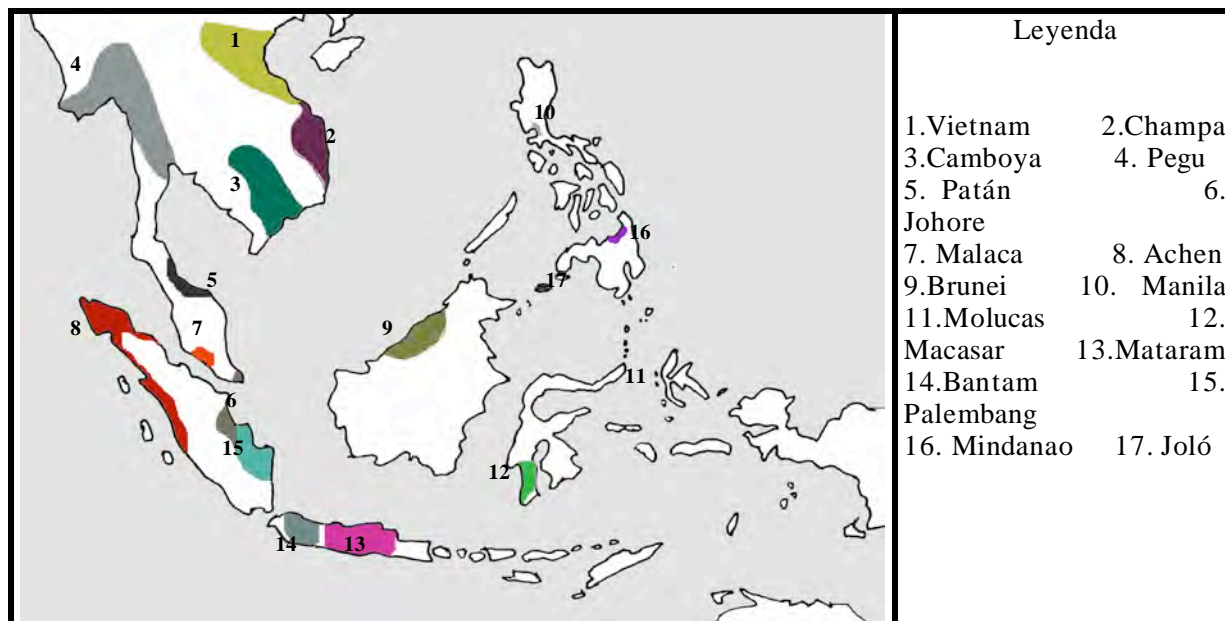 Leyenda
1.Vietnam 2.Champa
3.Camboya 4. Pegu
5. Patán 6.
Johore
7. Malaca 8. Achen
9.Brunei 10. Manila
11.Molucas 12.
Macasar 13.Mataram
14.Bantam 15.
Palembang
16. Mindanao 17. Joló
1
4
10
2
3
16
17
5
8
7
9
11
6
15
12
14
13